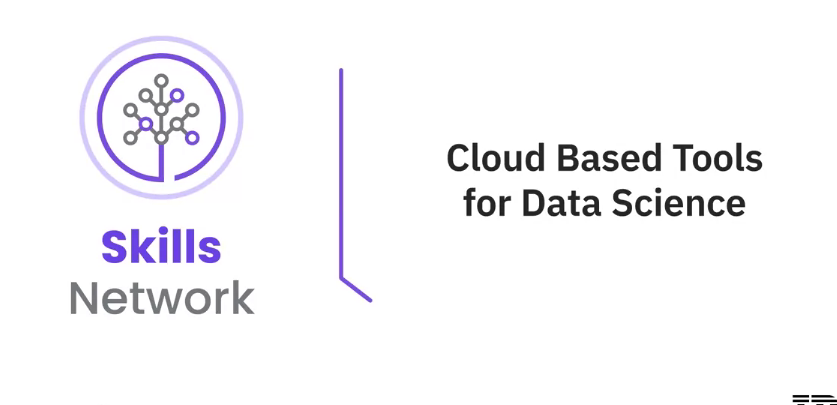 Skills
Network
Cloud Based Tools
for Data Science